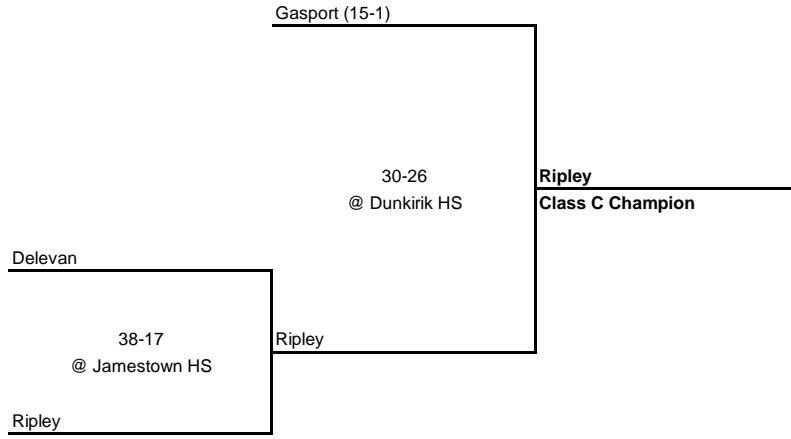 Gasport (15-1)
30-26
@ Dunkirik HS
Ripley
Class C Champion
Delevan
38-17
@ Jamestown HS
Ripley
Ripley